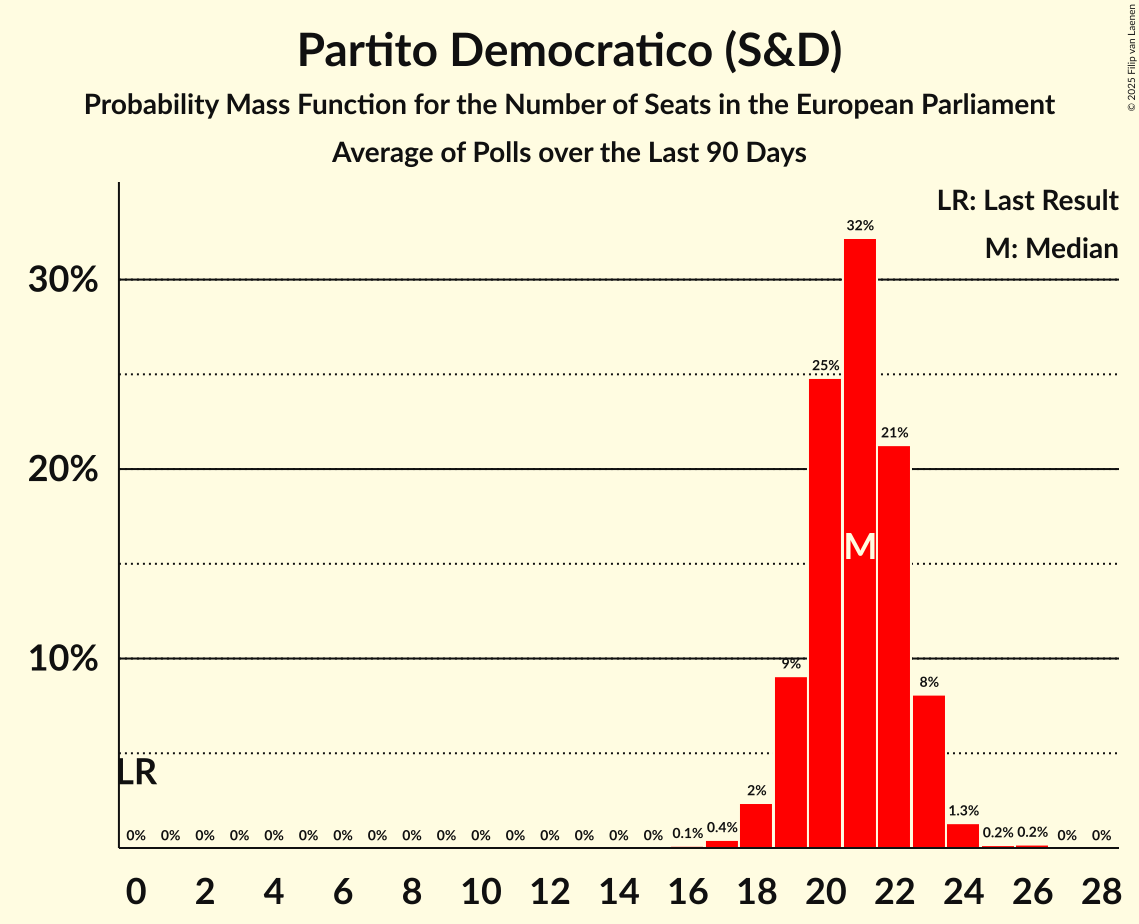 Partito Democratico (S&D)
Probability Mass Function for the Number of Seats in the European Parliament
Average of Polls over the Last 90 Days
© 2025 Filip van Laenen
LR: Last Result
M: Median
32%
30%
25%
21%
20%
M
10%
9%
8%
LR
2%
1.3%
0% 0% 0% 0% 0% 0% 0% 0% 0% 0% 0% 0% 0% 0% 0% 0% 0.1% 0.4% 0.2% 0.2% 0% 0%
0 2 4 6 8 10 12 14 16 18 20 22 24 26 28